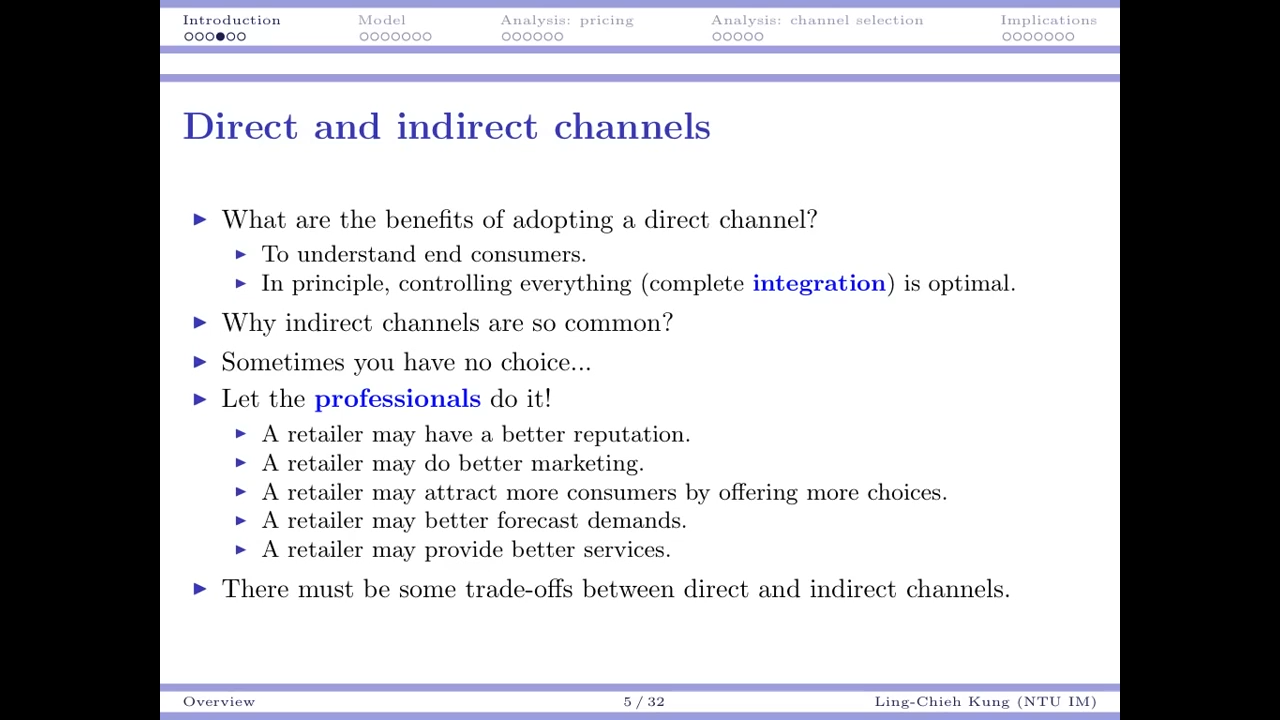 Introduction Model Analysis: pricing Analysis: channel selection Implications
Direct and indirect channels
What are the benefits of adopting a direct channel?
To understand end consumers.
In principle, controlling everything (complete integration) is optimal.
Why indirect channels are so common?
Sometimes you have no choice...
Let the professionals do it!
A retailer may have a better reputation.
A retailer may do better marketing.
A retailer may attract more consumers by offering more choices.
A retailer may better forecast demands.
A retailer may provide better services.
There must be some trade-offs between direct and indirect channels.
Overview 5 / 32 Ling-Chieh Kung (NTU IM)